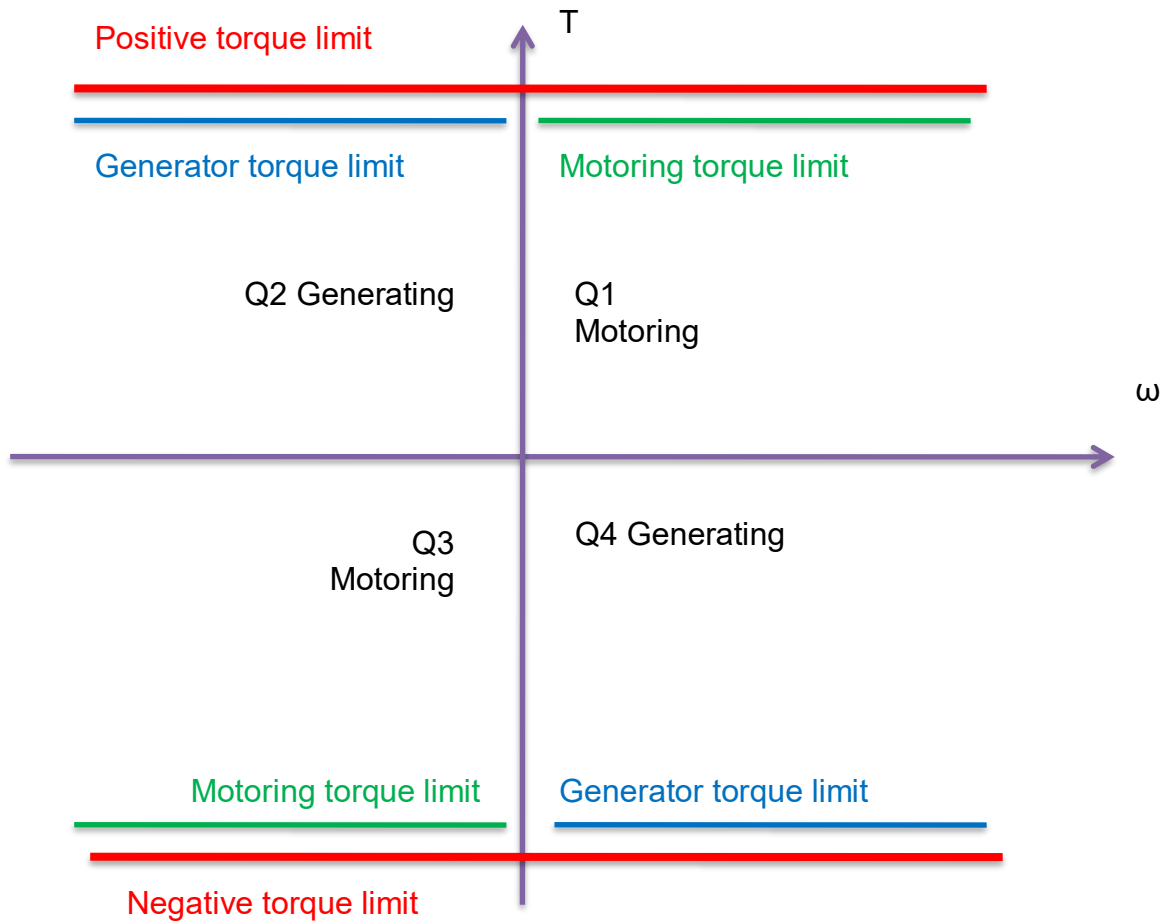 T
Positive torque limit
Generator torque limit
Motoring torque limit
Q2 Generating
Q1
Motoring
ω
Q3
Motoring
Q4 Generating
Motoring torque limit
Generator torque limit
Negative torque limit